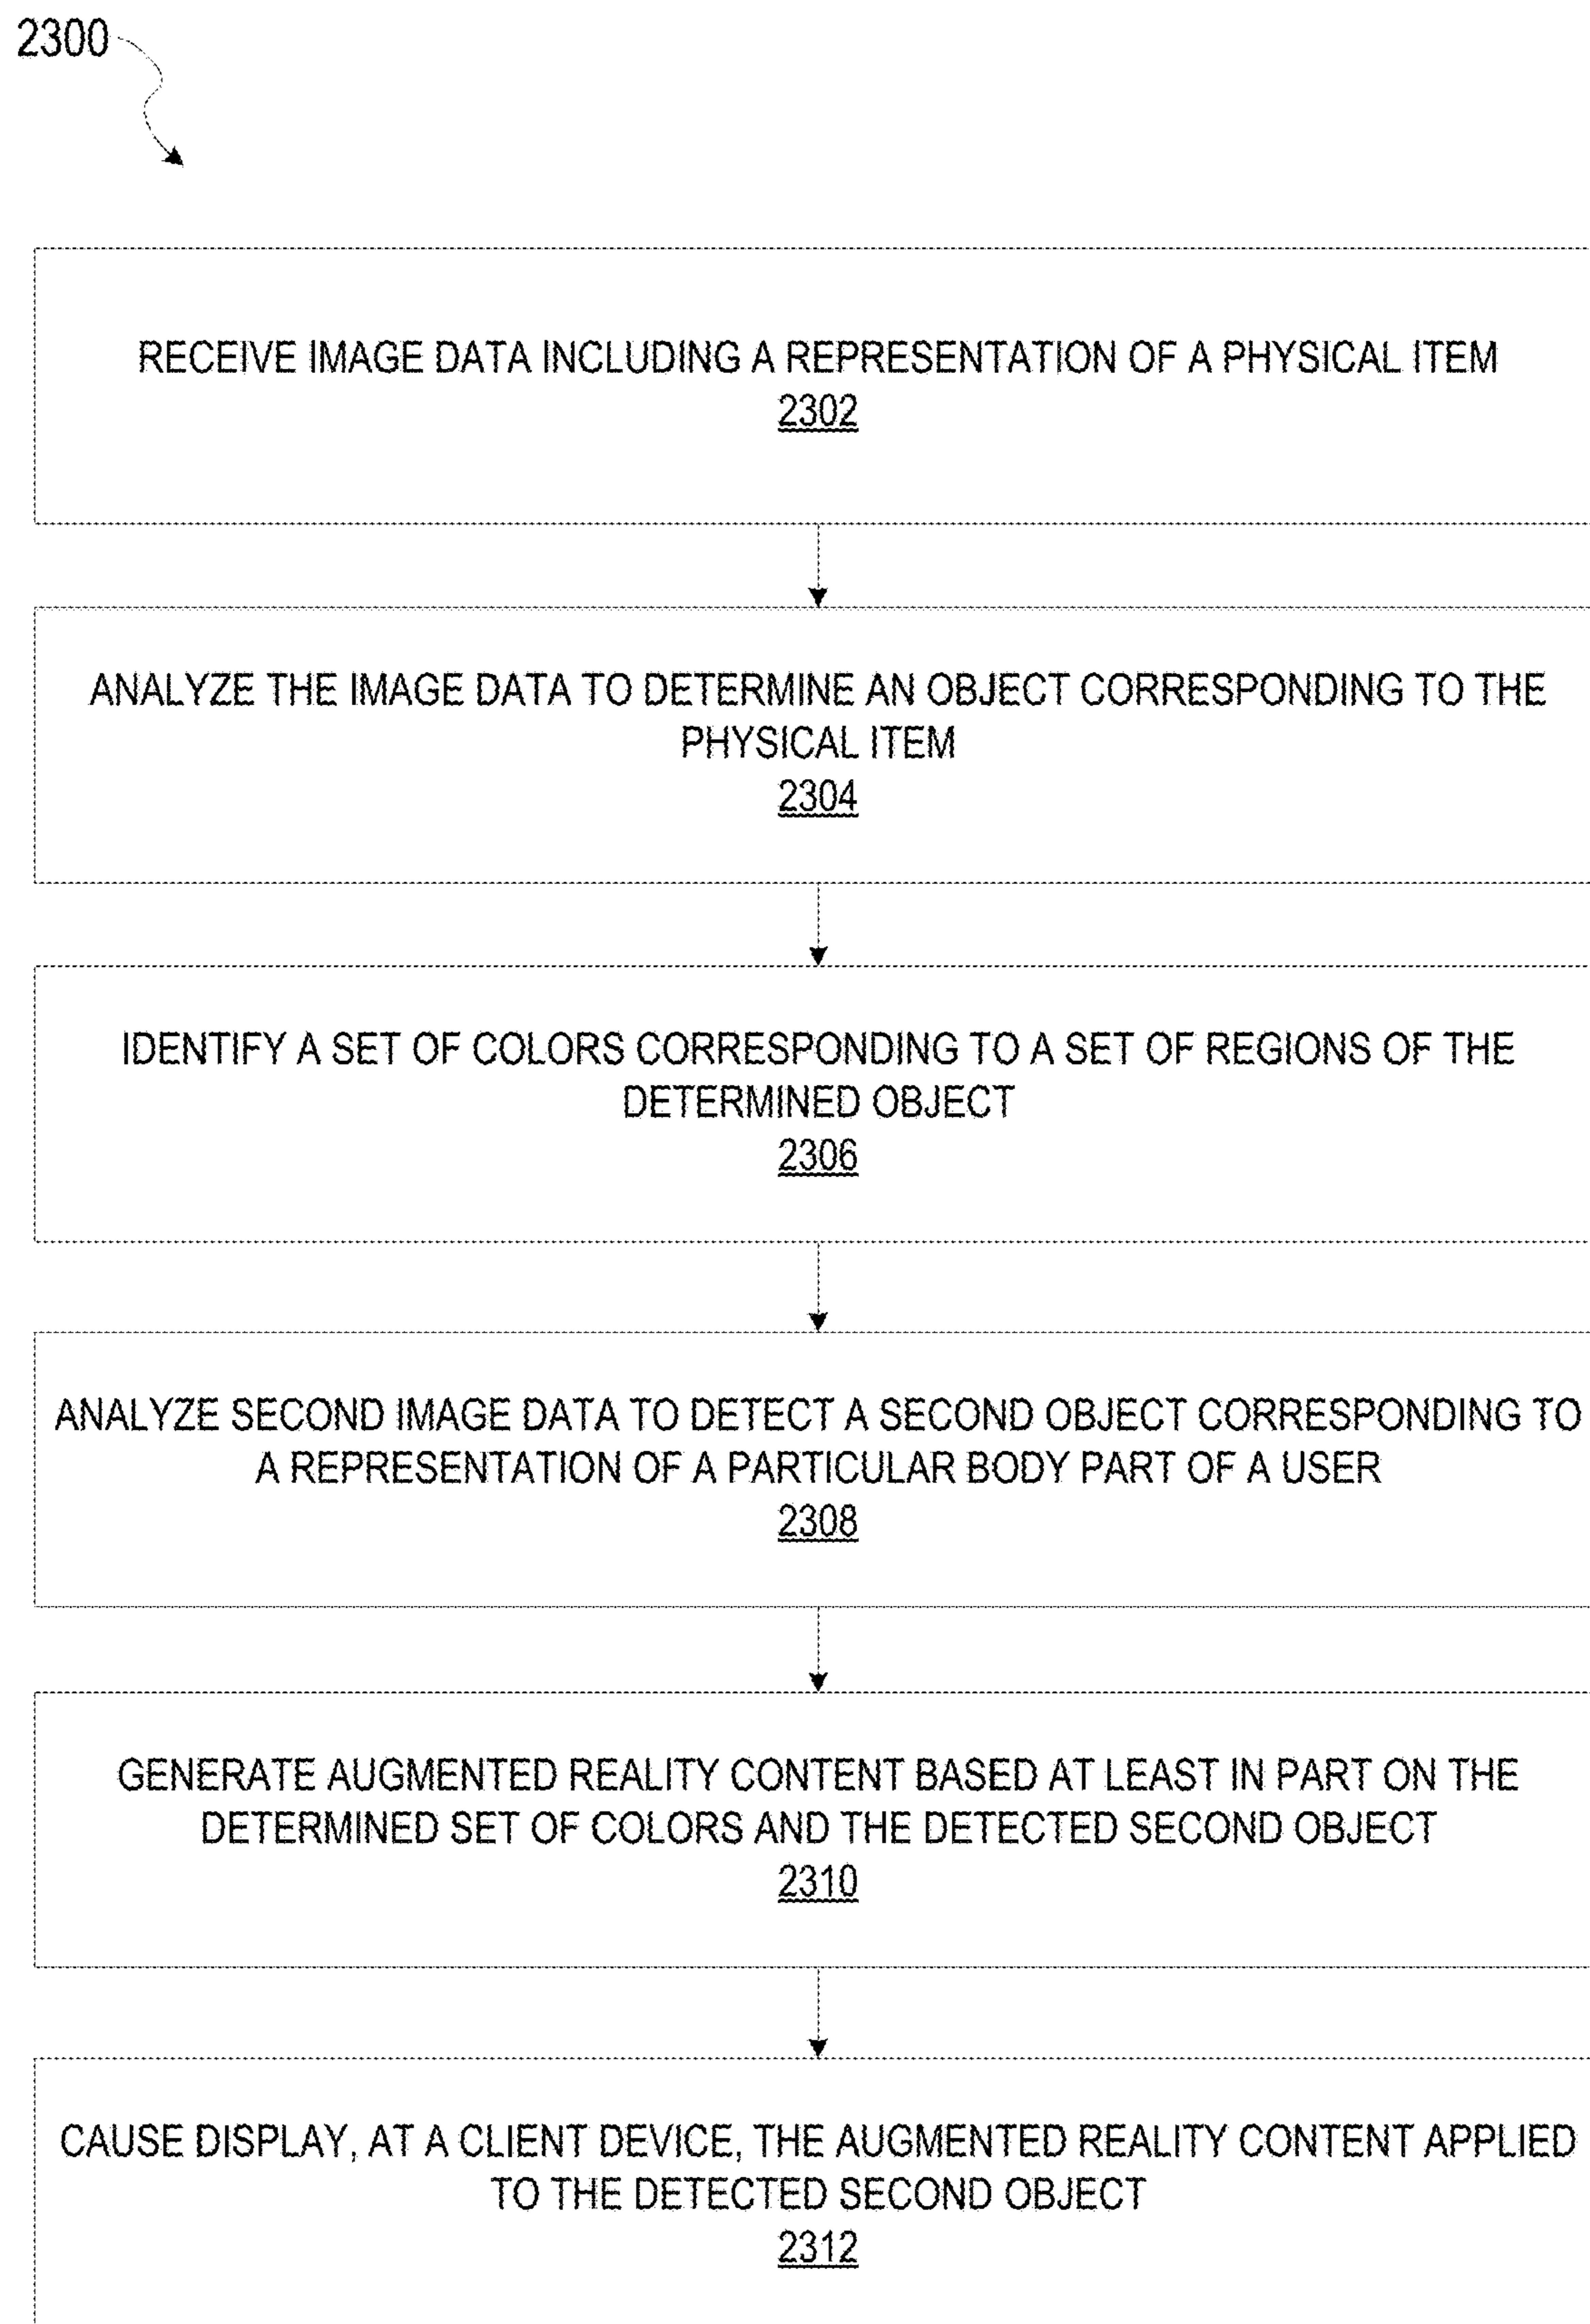 2300
RECEIVE IMAGE DATA INCLUDING A REPRESENTATION OF A PHYSICAL ITEM
2302
ANALYZE THE IMAGE DATA TO DETERMINE AN OBJECT CORRESPONDING TO THE
PHYSICAL ITEM
2304
IDENTIFY A SET OF COLORS CORRESPONDING TO A SET OF REGIONS OF THE
DETERMINED OBJECT
2306
ANALYZE SECOND IMAGE DATA TO DETECT A SECOND OBJECT CORRESPONDING TO
A REPRESENTATION OF A PARTICULAR BODY PART OF A USER
2308
GENERATE AUGMENTED REALITY CONTENT BASED AT LEAST IN PART ON THE
DETERMINED SET OF COLORS AND THE DETECTED SECOND OBJECT
2310
CAUSE DISPLAY, AT A CLIENT DEVICE, THE AUGMENTED REALITY CONTENT APPLIED
TO THE DETECTED SECOND OBJECT
2312